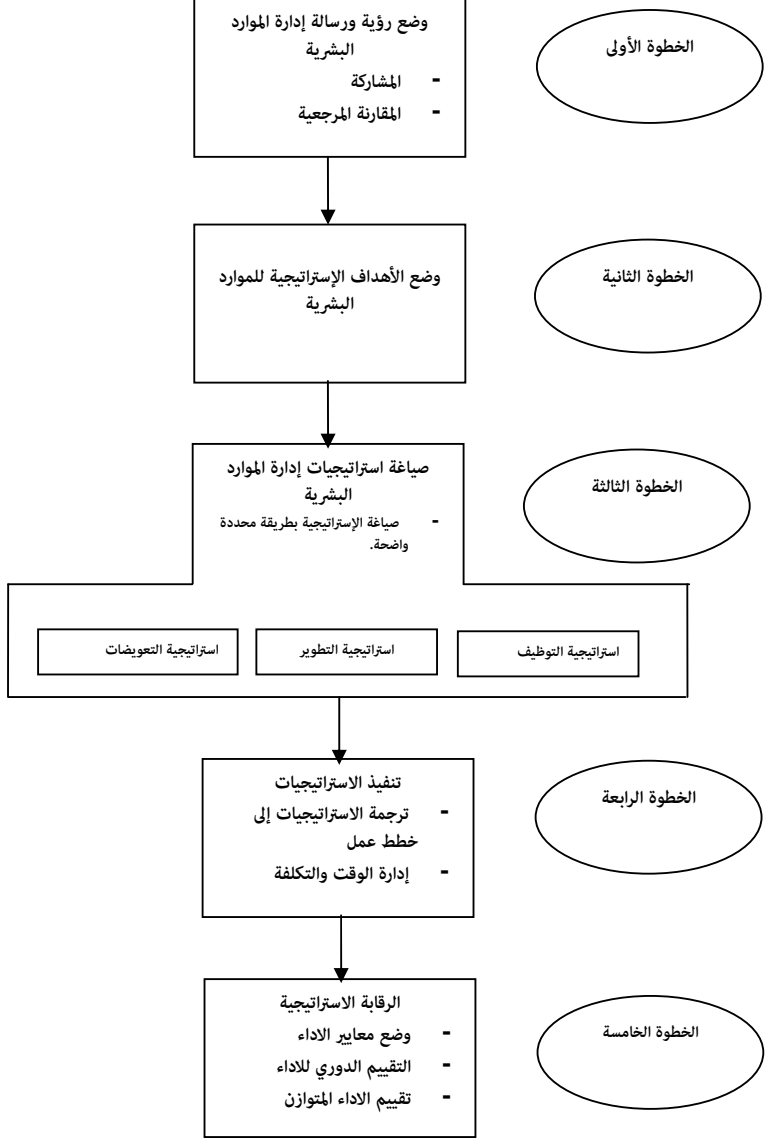 وضع رؤية ورسالة إدارة الموارد
البشرية
- المشاركة
- المقارنة المرجعية
الخطوة الأولى
وضع الأهداف الإستراتيجية للموارد
البشرية
الخطوة الثانية
صياغة استراتيجيات إدارة الموارد
البشرية
- صياغة الإستراتيجية بطريقة محددة
واضحة.
الخطوة الثالثة
استراتيجية التوظيف
استراتيجية التطوير
استراتيجية التعويضات
تنفيذ الاستراتيجيات
- ترجمة الاستراتيجيات إلى
خطط عمل
- إدارة الوقت والتكلفة
الخطوة الرابعة
الرقابة الاستراتيجية
- وضع معايير الاداء
- التقييم الدوري للاداء
- تقييم الاداء المتوازن
الخطوة الخامسة